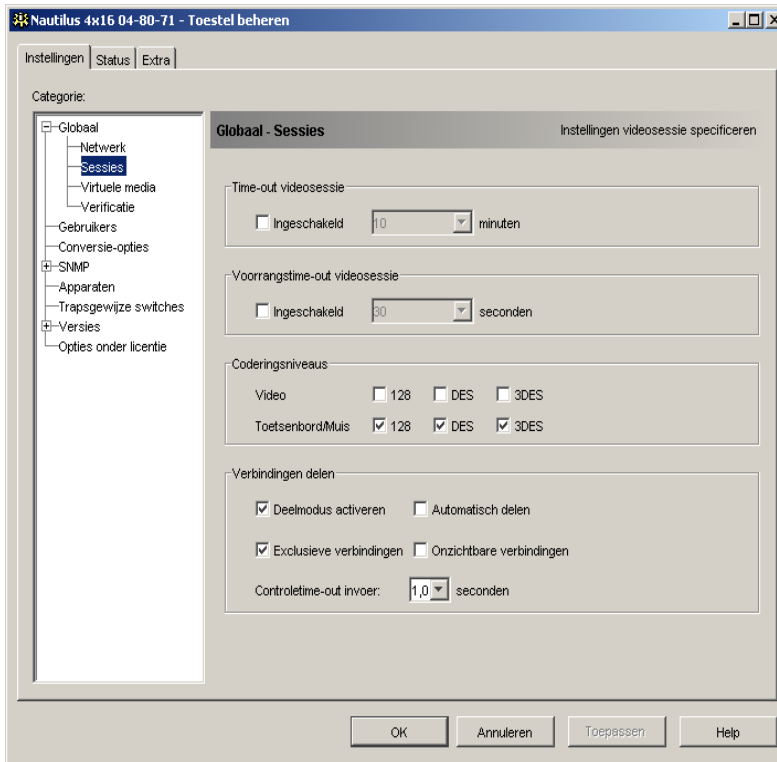 Nautilus 4x16 04-80-71 - Toestel beheren
Instellingen Status Extra
Categorie:
Globaal
Netwerk
Sessies
Virtuele media
Verificatie
Gebruikers
Conversie-opties
SNMP
Apparaten
Trapsgewijze switches
Versies
Opties onder licentie
Globaal - Sessies Instellingen videosessie specificeren
Time-out videosessie
Ingeschakeld 10 minuten
Voorrangstime-out videosessie
Ingeschakeld 30 seconden
Coderingsniveaus
Video 128 DES 3DES
Toetsenbord/Muis 128 DES 3DES
Verbindingen delen
Deelmodus activeren Automatisch delen
Exclusieve verbindingen Onzichtbare verbindingen
Controletime-out invoer: 1,0 seconden
OK Annuleren Toepassen Help